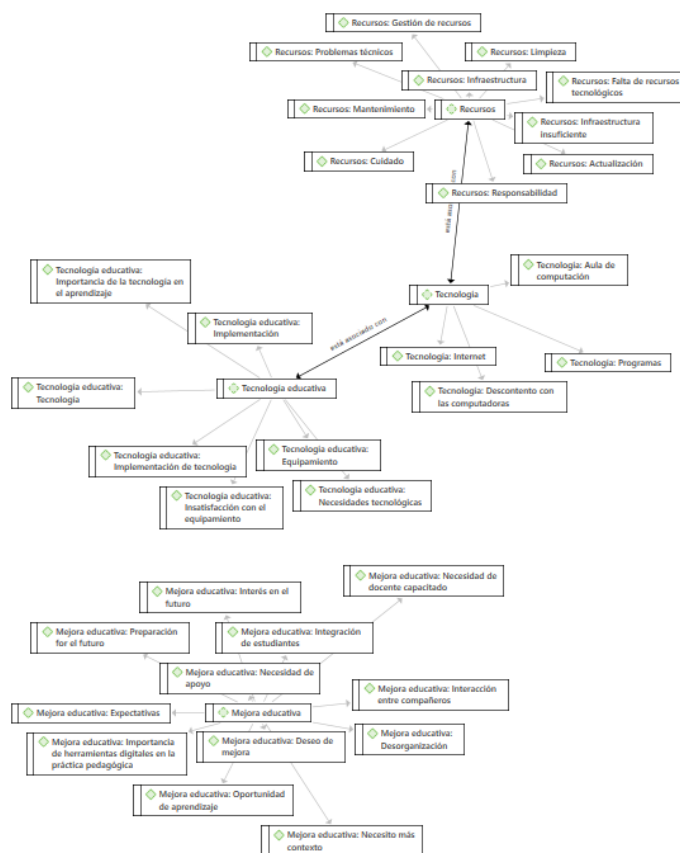 Recursos: Gestión de recursos
Recursos: Problemas técnicos
Recursos: Limpieza
Recursos: Infraestructura
Recursos: Falta de recursos
tecnológicos
Recursos: Mantenimiento
Recursos
Recursos: Infraestructura
insuficiente
Recursos: Cuidado
Recursos: Actualización
Recursos: Responsabilidad
está asociado con
Tecnología: Aula de
computación
Tecnología educativa:
Importancia de la tecnología en
el aprendizaje
Tecnología
Tecnología educativa:
Implementación
está asociado con
Tecnología: Internet
Tecnología: Programas
Tecnología educativa:
Tecnología
Tecnología educativa
Tecnología: Descontento con
las computadoras
Tecnología educativa:
Implementación de tecnología
Tecnología educativa:
Equipamiento
Tecnología educativa:
Insatisfacción con el
equipamiento
Tecnología educativa:
Necesidades tecnológicas
Mejora educativa: Necesidad de
docente capacitado
Mejora educativa: Interés en el
futuro
Mejora educativa: Preparación
for el futuro
Mejora educativa: Integración
de estudiantes
Mejora educativa: Necesidad de
apoyo
Mejora educativa: Interacción
entre compañeros
Mejora educativa: Expectativas
Mejora educativa
Mejora educativa: Importancia
de herramientas digitales en la
práctica pedagógica
Mejora educativa: Deseo de
mejora
Mejora educativa:
Desorganización
Mejora educativa: Oportunidad
de aprendizaje
Mejora educativa: Necesito más
contexto